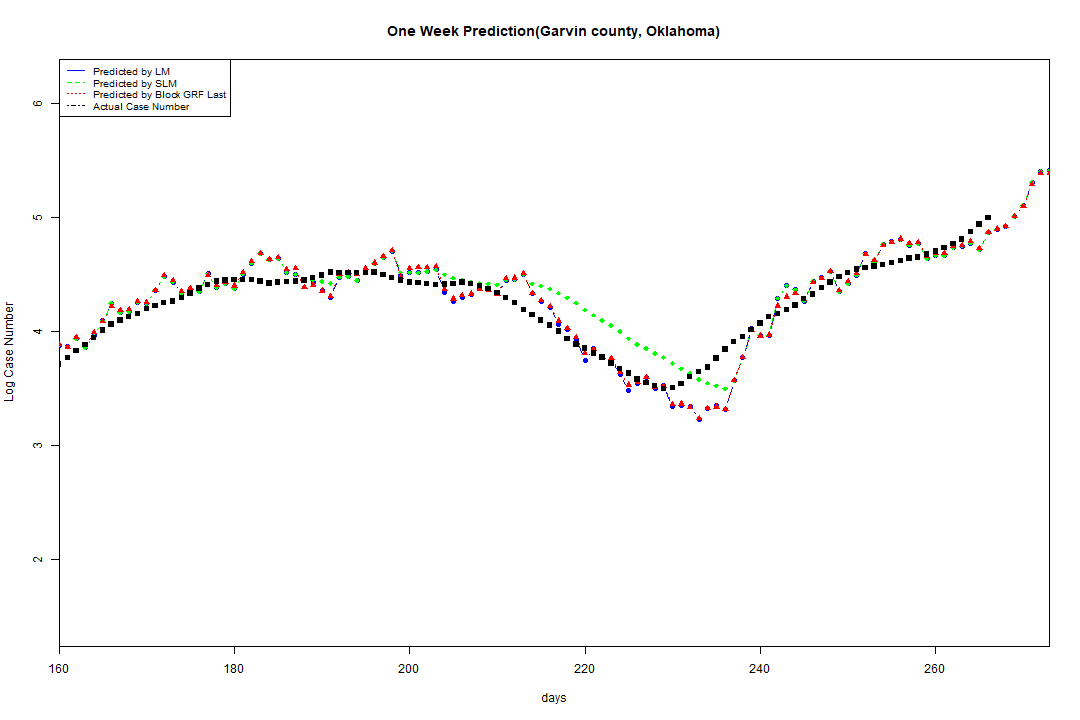 One Week Prediction(Garvin county, Oklahoma)
Predicted by LM
Predicted by SLM
Predicted by Block GRF Last
Actual Case Number
6
5
4
3
2
Log Case Number
160 180 200 220 240 260
days